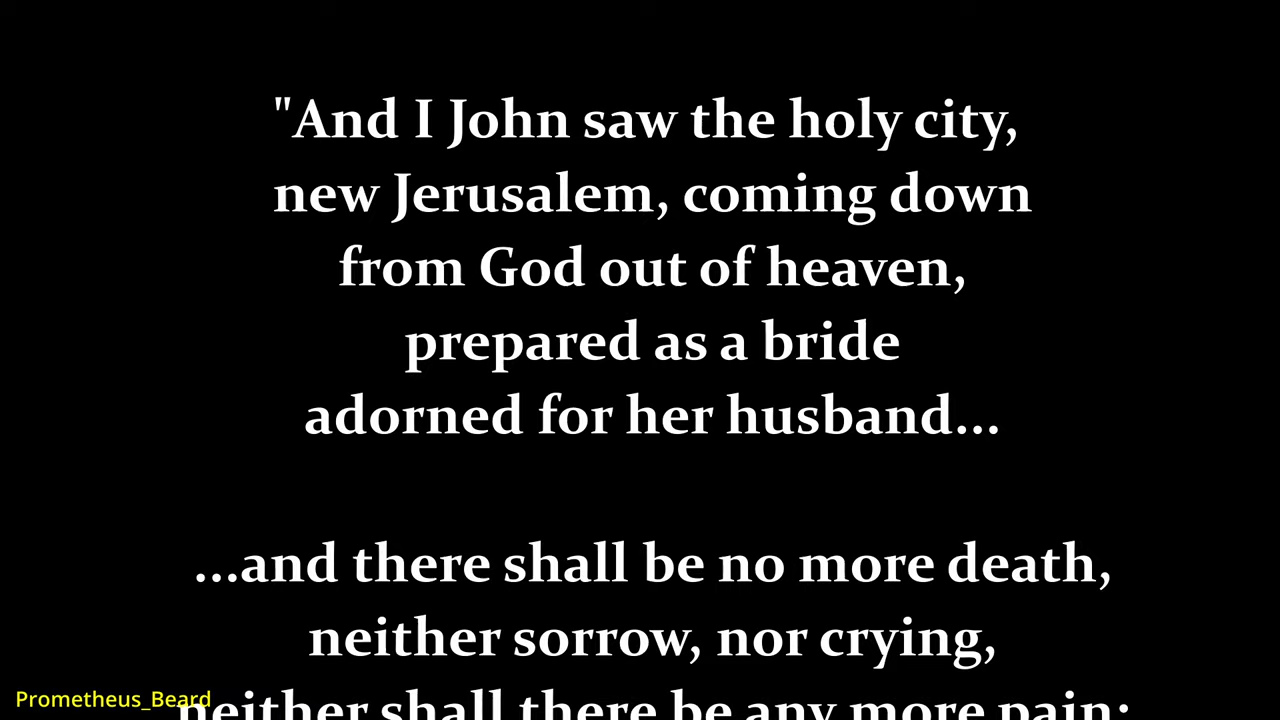 "And I John saw the holy city,
new Jerusalem, coming down
from God out of heaven,
prepared as a bride
adorned for her husband...
...and there shall be no more death,
neither sorrow, nor crying,
neither shall there be any more pain:
Prometheus_Beard